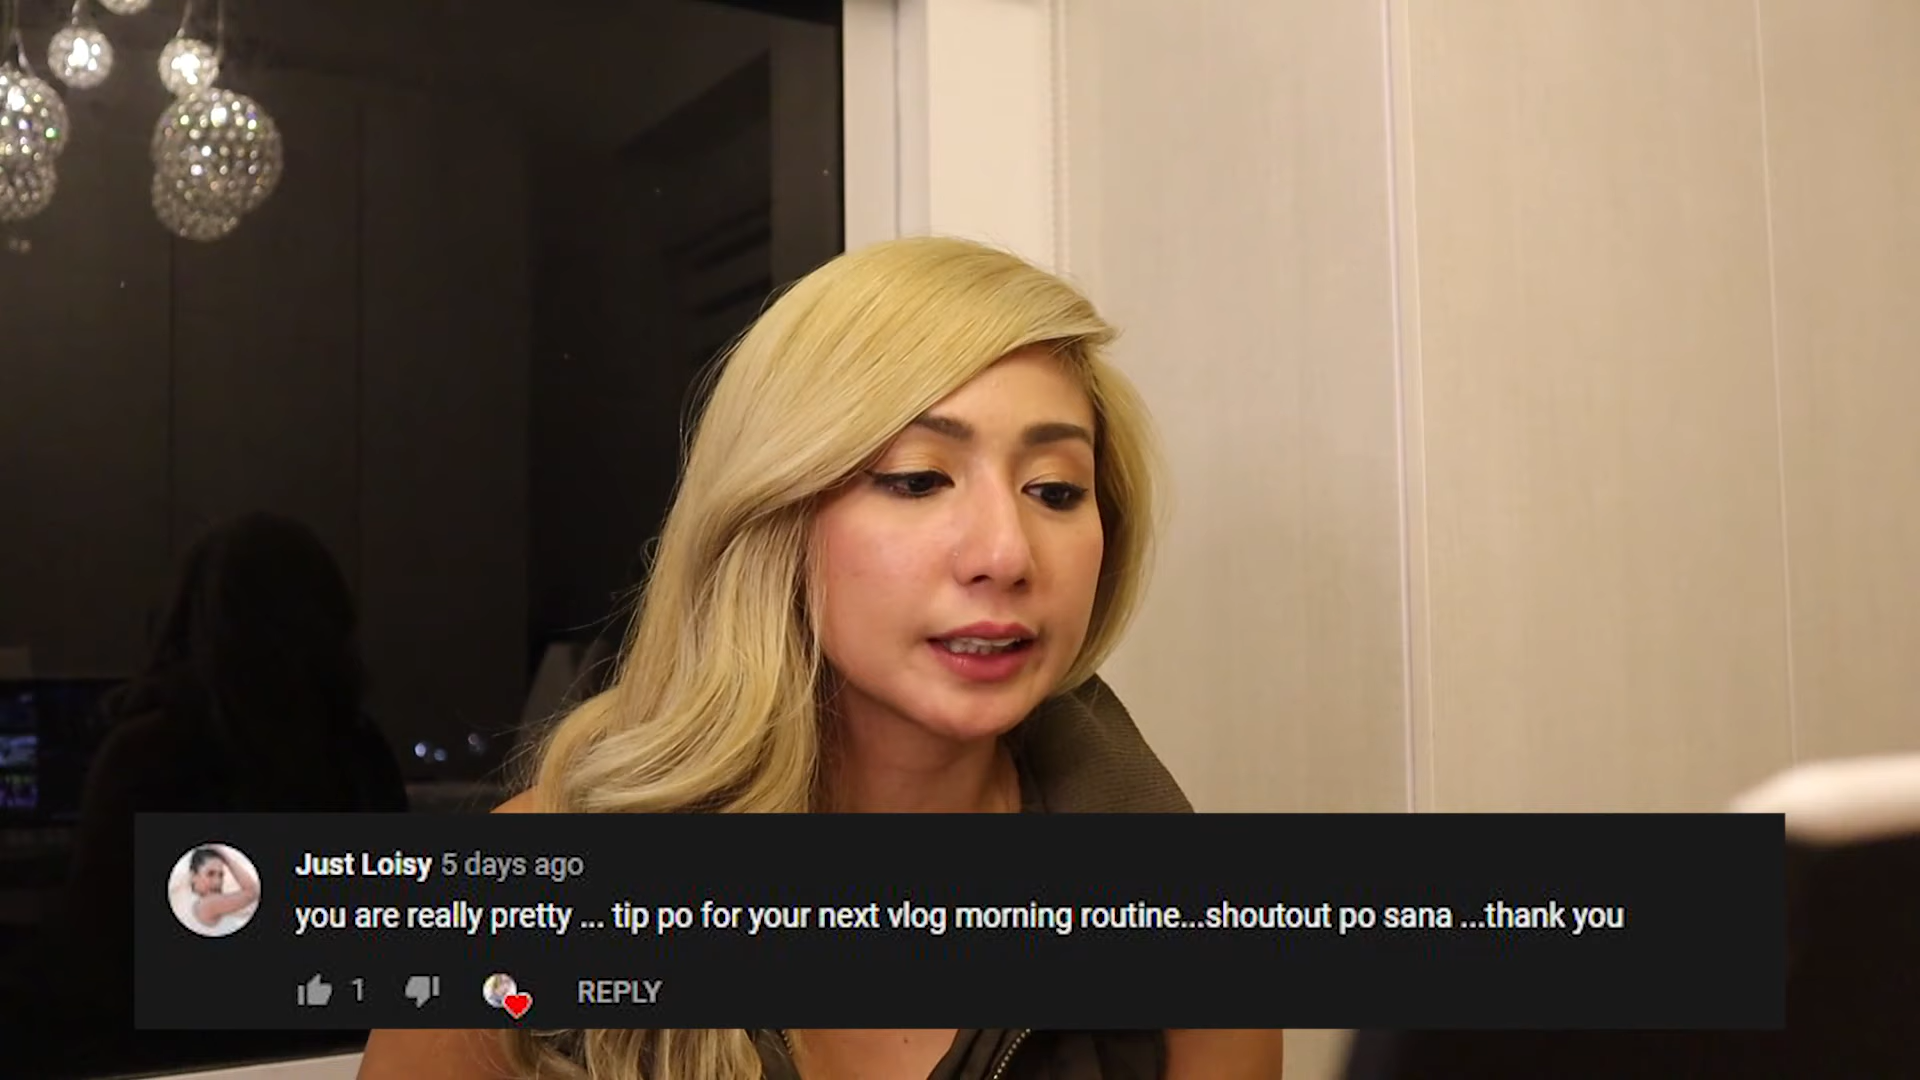 Just Loisy 5 days ago
you are really pretty ... tip po for your next vlog morning routine...shoutout po sana ...thank you
1 REPLY